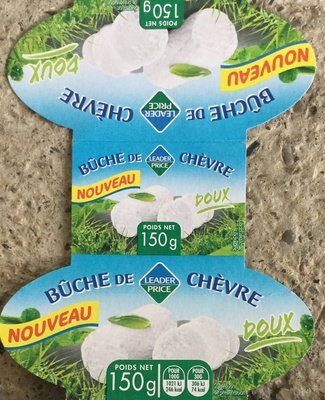 POIDS NET
150g
DOUX
NOUVEAU
BÛCHE DE
LEADER
PRICE
CHÈVRE
BÛCHE DE
LEADER
PRICE
CHÈVRE
NOUVEAU
DOUX
POIDS NET
150g
BÛCHE DE
LEADER
PRICE
CHÈVRE
NOUVEAU
DOUX
POIDS NET
150g
POUR
100G
1021 kJ
246 kcal
POUR
30G
306 kJ
74 kcal